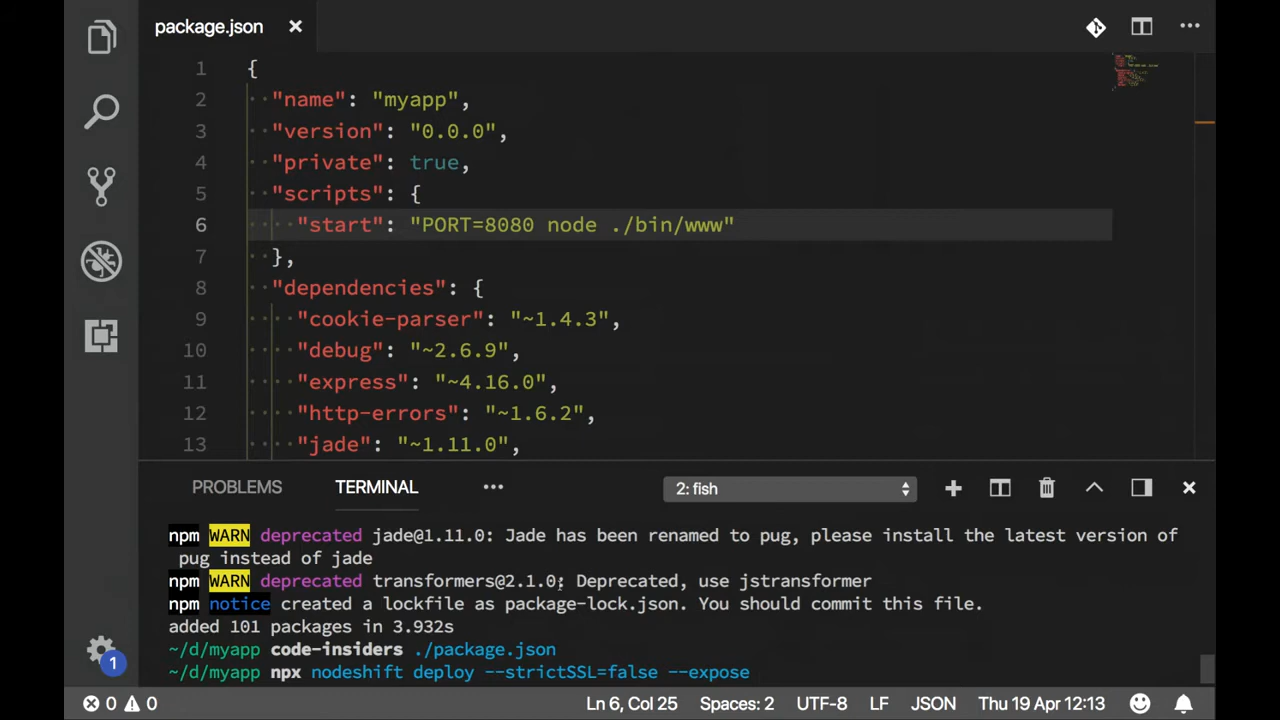 package.json
1 {
2 "name": "myapp",
3 "version": "0.0.0",
4 "private": true,
5 "scripts": {
6 "start": "PORT=8080 node ./bin/www"
7 },
8 "dependencies": {
9 "cookie-parser": "~1.4.3",
10 "debug": "~2.6.9",
11 "express": "~4.16.0",
12 "http-errors": "~1.6.2",
13 "jade": "~1.11.0",
PROBLEMS TERMINAL ··· 2: fish
npm WARN deprecated jade@1.11.0: Jade has been renamed to pug, please install the latest version of
pug instead of jade
npm WARN deprecated transformers@2.1.0: Deprecated, use jstransformer
npm notice created a lockfile as package-lock.json. You should commit this file.
added 101 packages in 3.932s
~/d/myapp code-insiders ./package.json
~/d/myapp npx nodeshift deploy --strictSSL=false --expose
1
0 0 Ln 6, Col 25 Spaces: 2 UTF-8 LF JSON Thu 19 Apr 12:13